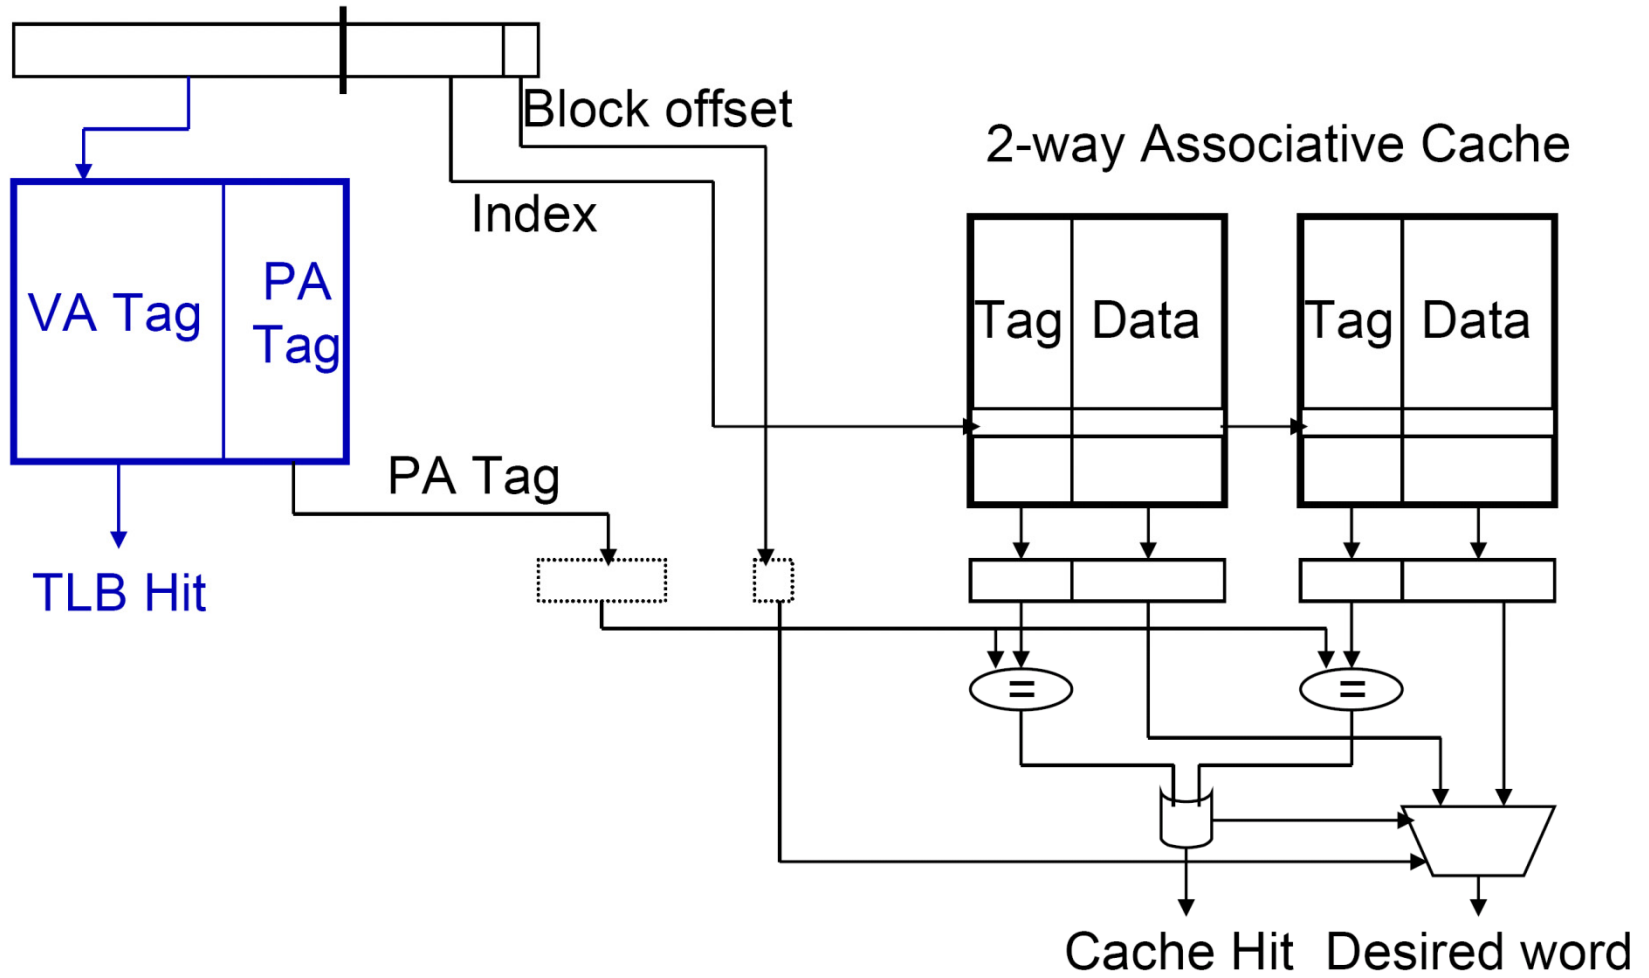 Block offset
2-way Associative Cache
Index
VA Tag
PA
Tag
Tag Data
Tag Data
PA Tag
TLB Hit
=
=
Cache Hit
Desired word